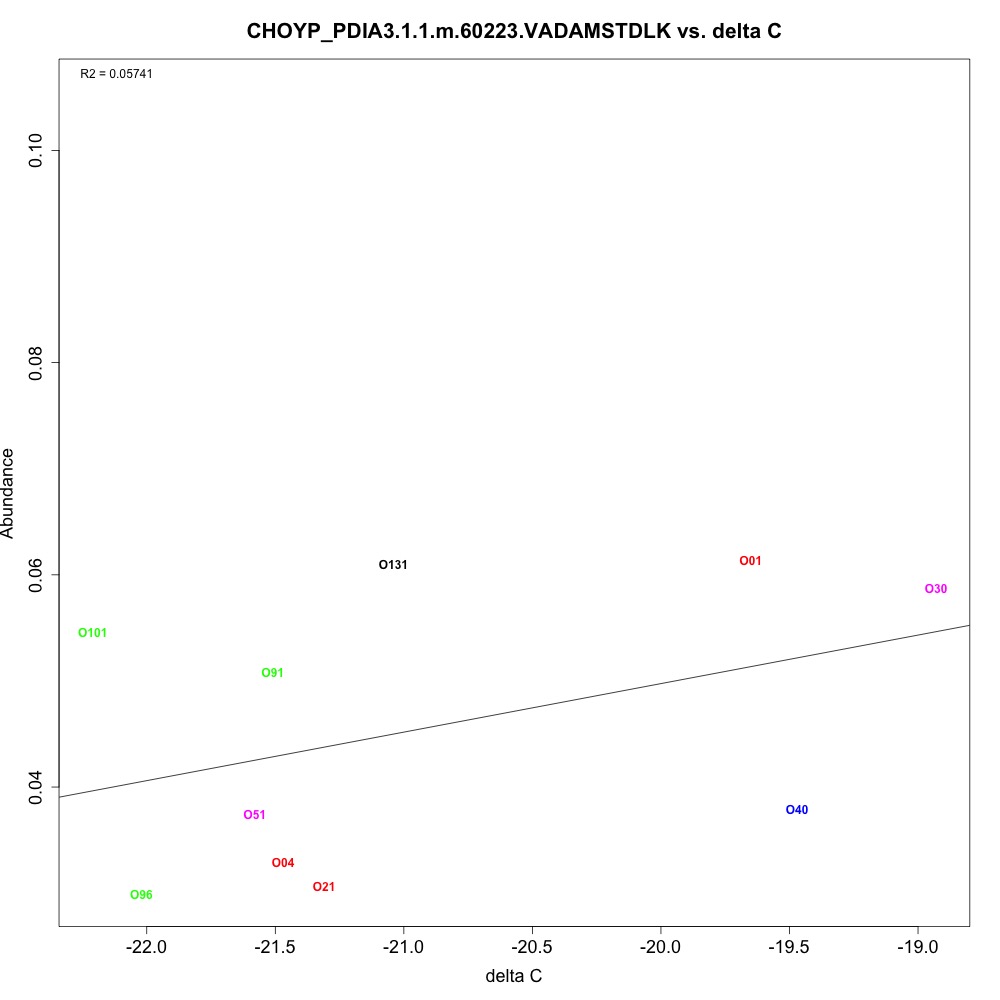 CHOYP_PDIA3.1.1.m.60223.VADAMSTDLK vs. delta C
R2 = 0.05741
0.10
0.08
Abundance
0.06
0.04
O131
O01
O30
O101
O91
O51
O40
O04
O21
O96
-22.0 -21.5 -21.0 -20.5 -20.0 -19.5 -19.0
delta C